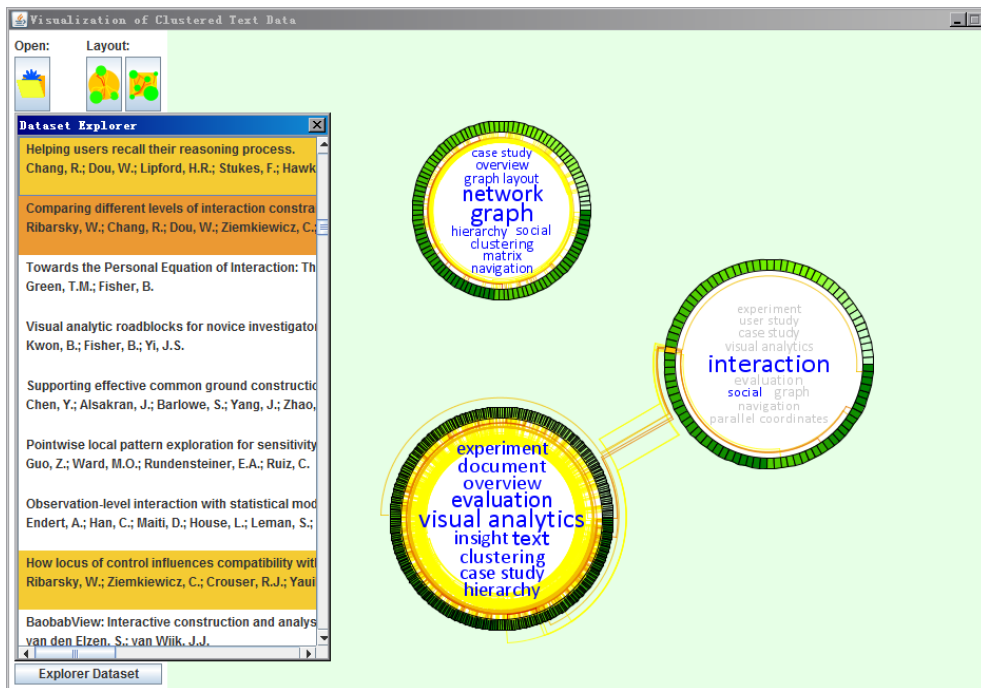 Visualization of Clustered Text Data
Open:
Layout:
Dataset Explorer
Helping users recall their reasoning process.
Chang, R.; Dou, W.; Lipford, H.R.; Stukes, F.; Hawk
Comparing different levels of interaction constra
Ribarsky, W.; Chang, R.; Dou, W.; Ziemkiewicz, C.;
Towards the Personal Equation of Interaction: Th
Green, T.M.; Fisher, B.
Visual analytic roadblocks for novice investigato
Kwon, B.; Fisher, B.; Yi, J.S.
Supporting effective common ground constructic
Chen, Y.; Alsakran, J.; Barlowe, S.; Yang, J.; Zhao,
Pointwise local pattern exploration for sensitivity
Guo, Z.; Ward, M.O.; Rundensteiner, E.A.; Ruiz, C.
Observation-level interaction with statistical mod
Endert, A.; Han, C.; Maiti, D.; House, L.; Leman, S.;
How locus of control influences compatibility with
Ribarsky, W.; Ziemkiewicz, C.; Crouser, R.J.; Yaui
BaobabView: Interactive construction and analys
van den Elzen, S.; van Wijk, J.J.
Explorer Dataset
case study
overview
graph layout
network
graph
hierarchy social
clustering
matrix
navigation
experiment
user study
case study
visual analytics
interaction
evaluation
social graph
navigation
parallel coordinates
experiment
document
overview
evaluation
visual analytics
insight text
clustering
case study
hierarchy